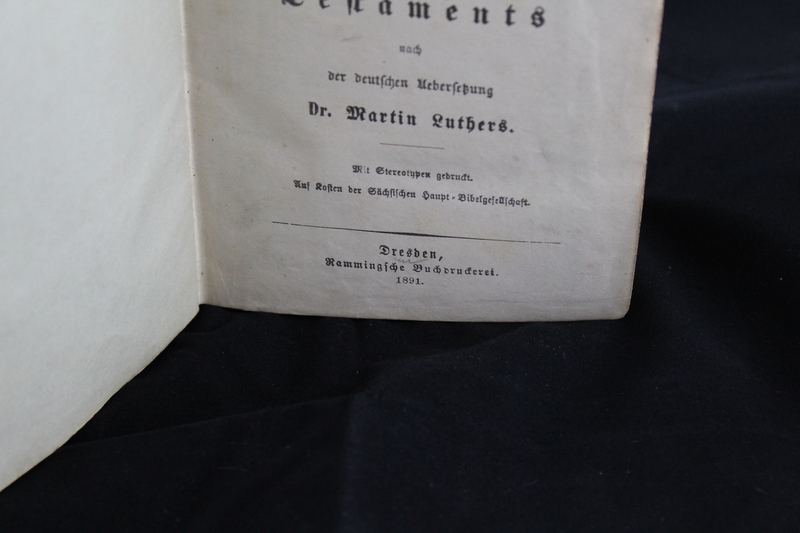 Testaments
nach
der deutschen Uebersetzung
Dr. Martin Luthers.
Mit Stereotypen gedruckt.
Auf Kosten der Sächsischen Haupt-Bibelgesellschaft.
Dresden,
Rammingsche Buchdruckerei.
1891.